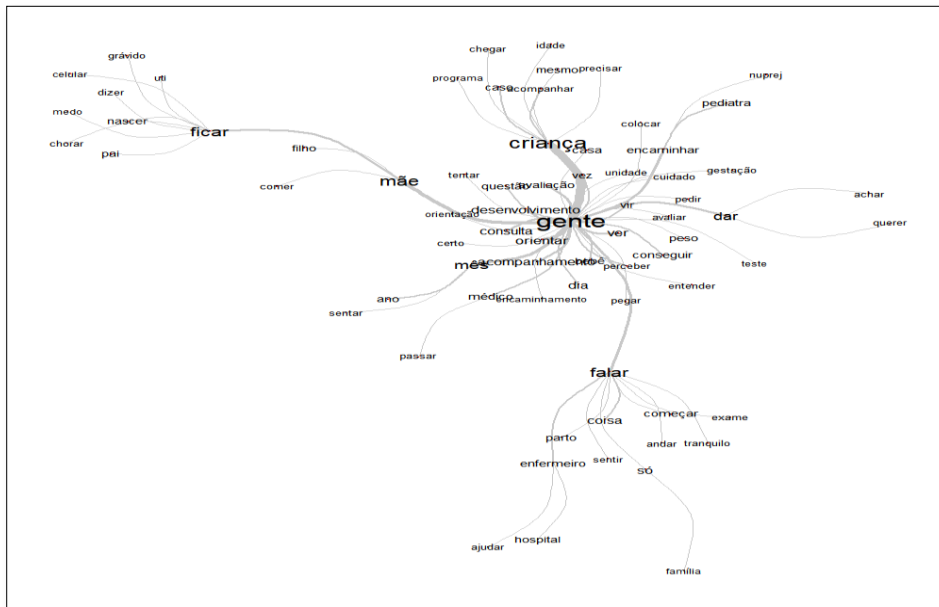 idade
chegar
grávido
mesmo
precisar
celular
uti
programa
caso
acompanhar
nuprej
dizer
pediatra
medo
nascer
colocar
ficar
criança
chorar
pai
filho
casa
encaminhar
vez
unidade
gestação
tentar
mãe
questão
avaliação
cuidado
comer
achar
pedir
vir
orientação
desenvolvimento
gente
avaliar
dar
querer
consulta
ver
certo
orientar
peso
conseguir
mês
acompanhamento
bebê
perceber
teste
dia
entender
ano
médico
encaminhamento
pegar
sentar
passar
falar
começar
coisa
exame
parto
andar
tranquilo
enfermeiro
sentir
só
hospital
ajudar
família